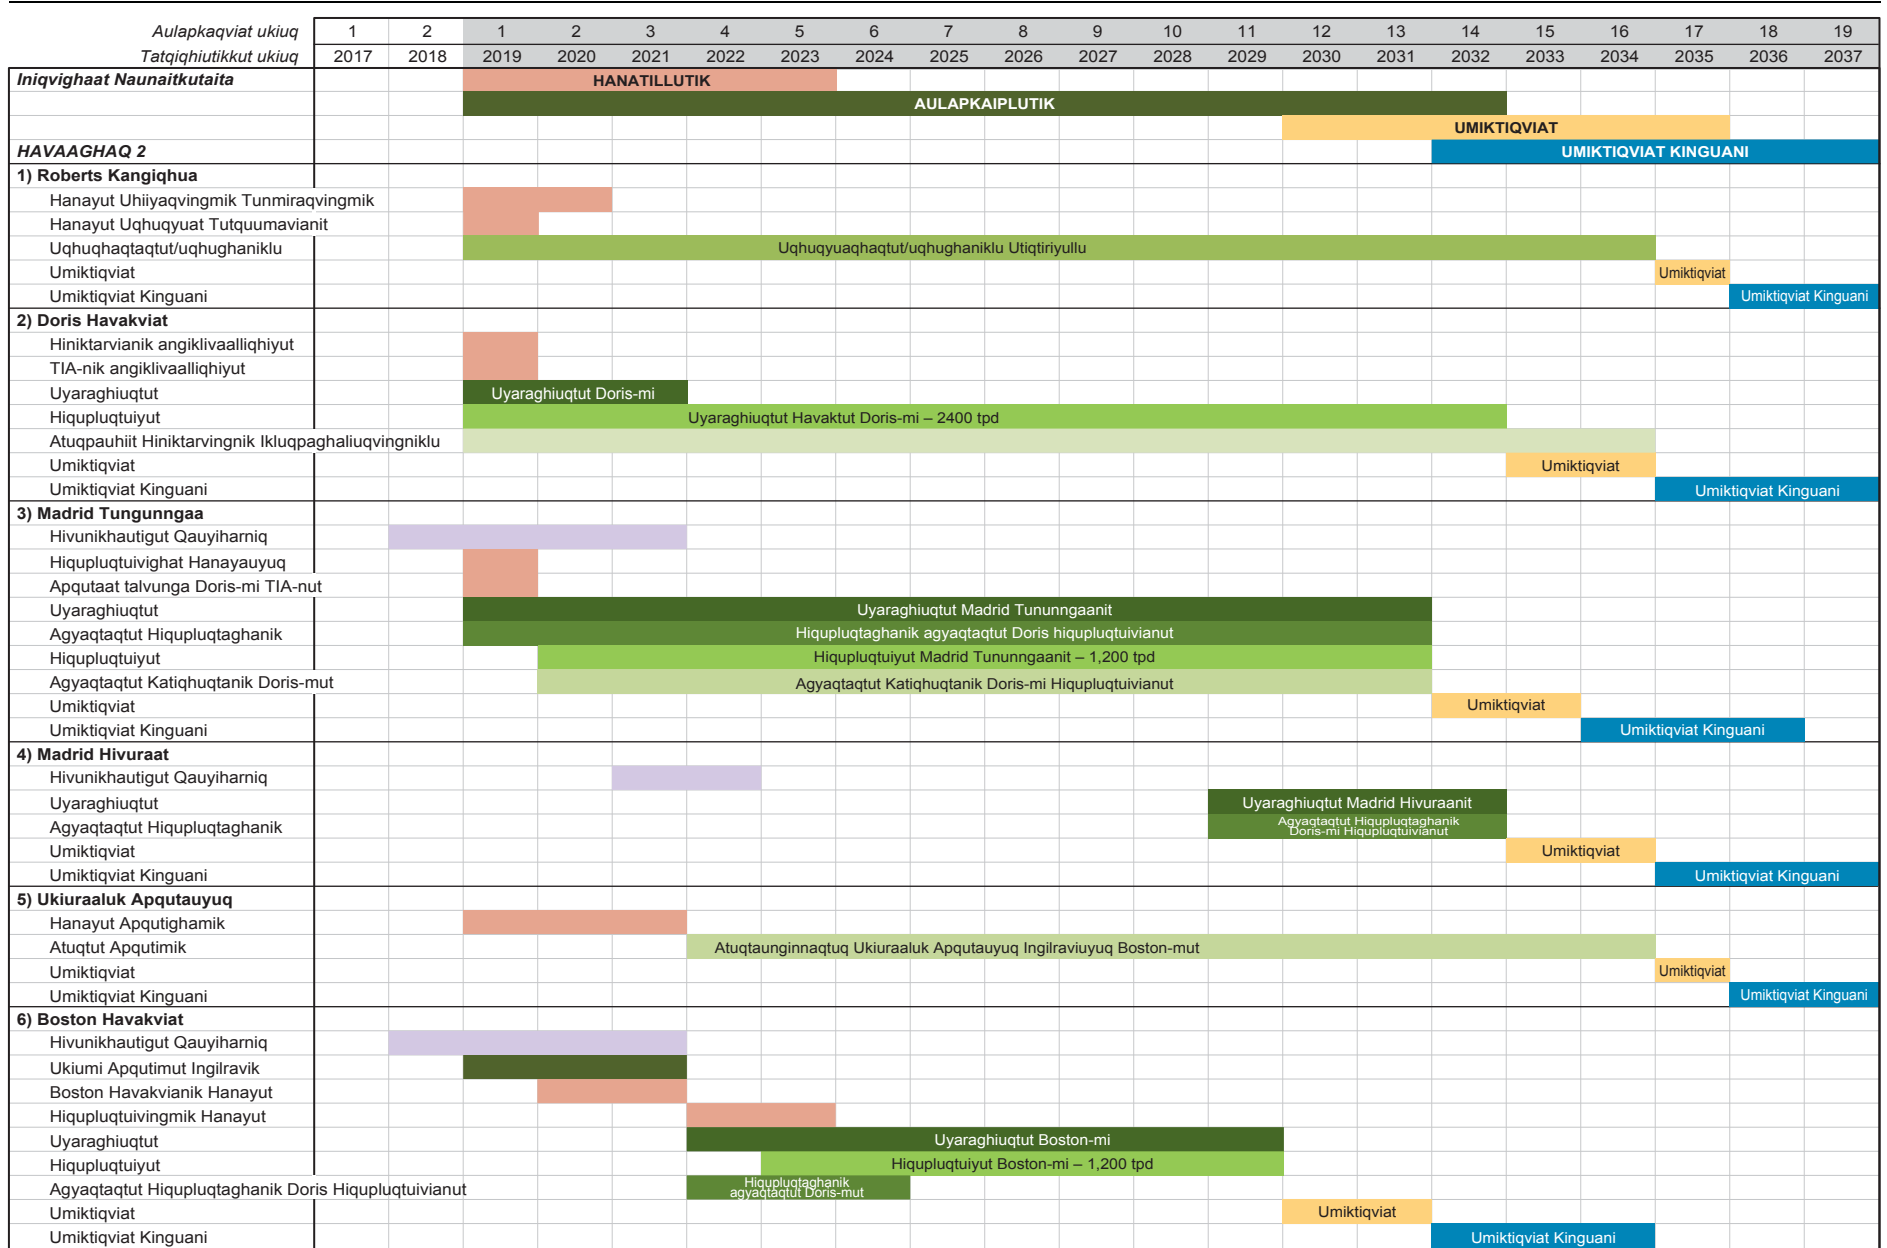 Aulapkaqviat ukiuq 1 2 1 2 3 4 5 6 7 8 9 10 11 12 13 14 15 16 17 18 19
Tatqiqhiutikkut ukiuq 2017 2018 2019 2020 2021 2022 2023 2024 2025 2026 2027 2028 2029 2030 2031 2032 2033 2034 2035 2036 2037
Iniqvighaat Naunaitkutaita HANATILLUTIK
AULAPKAIPLUTIK
UMIKTIQVIAT
HAVAAGHAQ 2 UMIKTIQVIAT KINGUANI
1) Roberts Kangiqhua
Hanayut Uhiiyaqvingmik Tunmiraqvingmik
Hanayut Uqhuqyuat Tutquumavianit
Uqhuqhaqtaqtut/uqhughaniklu Uqhuqyuaqhaqtut/uqhughaniklu Utiqtiriyullu
Umiktiqviat Umiktiqviat
Umiktiqviat Kinguani Umiktiqviat Kinguani
2) Doris Havakviat
Hiniktarvianik angiklivaalliqhiyut
TIA-nik angiklivaalliqhiyut
Uyaraghiuqtut Uyaraghiuqtut Doris-mi
Hiqupluqtuiyut Uyaraghiuqtut Havaktut Doris-mi – 2400 tpd
Atuqpauhiit Hiniktarvingnik Ikluqpaghaliuqvingniklu
Umiktiqviat Umiktiqviat
Umiktiqviat Kinguani Umiktiqviat Kinguani
3) Madrid Tungunngaa
Hivunikhautigut Qauyiharniq
Hiqupluqtuivighat Hanayauyuq
Apqutaat talvunga Doris-mi TIA-nut
Uyaraghiuqtut Uyaraghiuqtut Madrid Tununngaanit
Agyaqtaqtut Hiqupluqtaghanik Hiqupluqtaghanik agyaqtaqtut Doris hiqupluqtuivianut
Hiqupluqtuiyut Hiqupluqtuiyut Madrid Tununngaanit – 1,200 tpd
Agyaqtaqtut Katiqhuqtanik Doris-mut Agyaqtaqtut Katiqhuqtanik Doris-mi Hiqupluqtuivianut
Umiktiqviat Umiktiqviat
Umiktiqviat Kinguani Umiktiqviat Kinguani
4) Madrid Hivuraat
Hivunikhautigut Qauyiharniq
Uyaraghiuqtut Uyaraghiuqtut Madrid Hivuraanit
Agyaqtaqtut Hiqupluqtaghanik Agyaqtaqtut Hiqupluqtaghanik
Doris-mi Hiqupluqtuivianut
Umiktiqviat Umiktiqviat
Umiktiqviat Kinguani Umiktiqviat Kinguani
5) Ukiuraaluk Apqutauyuq
Hanayut Apqutighamik
Atuqtut Apqutimik Atuqtaunginnaqtuq Ukiuraaluk Apqutauyuq Ingilraviuyuq Boston-mut
Umiktiqviat Umiktiqviat
Umiktiqviat Kinguani Umiktiqviat Kinguani
6) Boston Havakviat
Hivunikhautigut Qauyiharniq
Ukiumi Apqutimut Ingilravik
Boston Havakvianik Hanayut
Hiqupluqtuivingmik Hanayut
Uyaraghiuqtut Uyaraghiuqtut Boston-mi
Hiqupluqtuiyut Hiqupluqtuiyut Boston-mi – 1,200 tpd
Agyaqtaqtut Hiqupluqtaghanik Doris Hiqupluqtuivianut Hiqupluqtaghanik
agyaqtaqtut Doris-mut
Umiktiqviat Umiktiqviat
Umiktiqviat Kinguani Umiktiqviat Kinguani